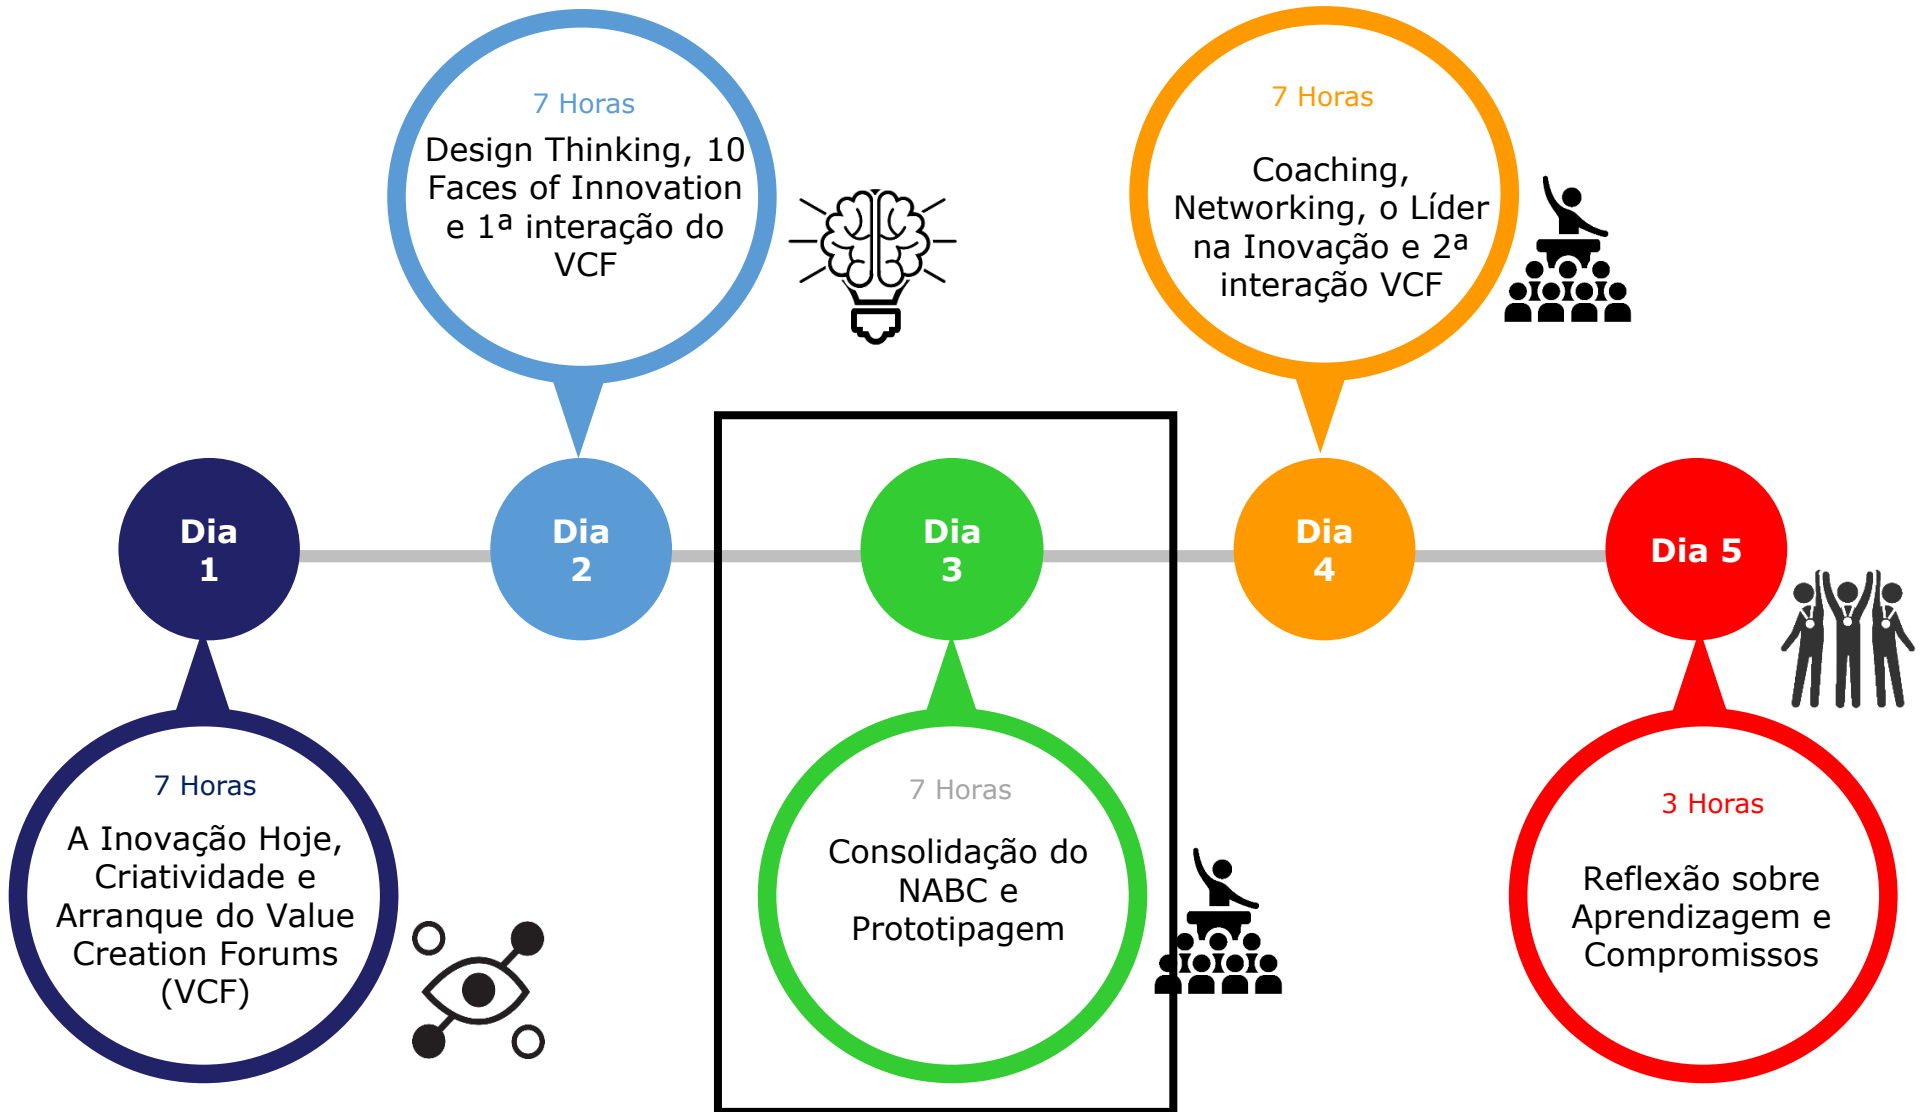 7 Horas
Design Thinking, 10
Faces of Innovation
e 1ª interação do
VCF
7 Horas
Coaching,
Networking, o Líder
na Inovação e 2ª
interação VCF
Dia
1
Dia
2
Dia
3
Dia
4
Dia 5
7 Horas
A Inovação Hoje,
Criatividade e
Arranque do Value
Creation Forums
(VCF)
7 Horas
Consolidação do
NABC e
Prototipagem
3 Horas
Reflexão sobre
Aprendizagem e
Compromissos